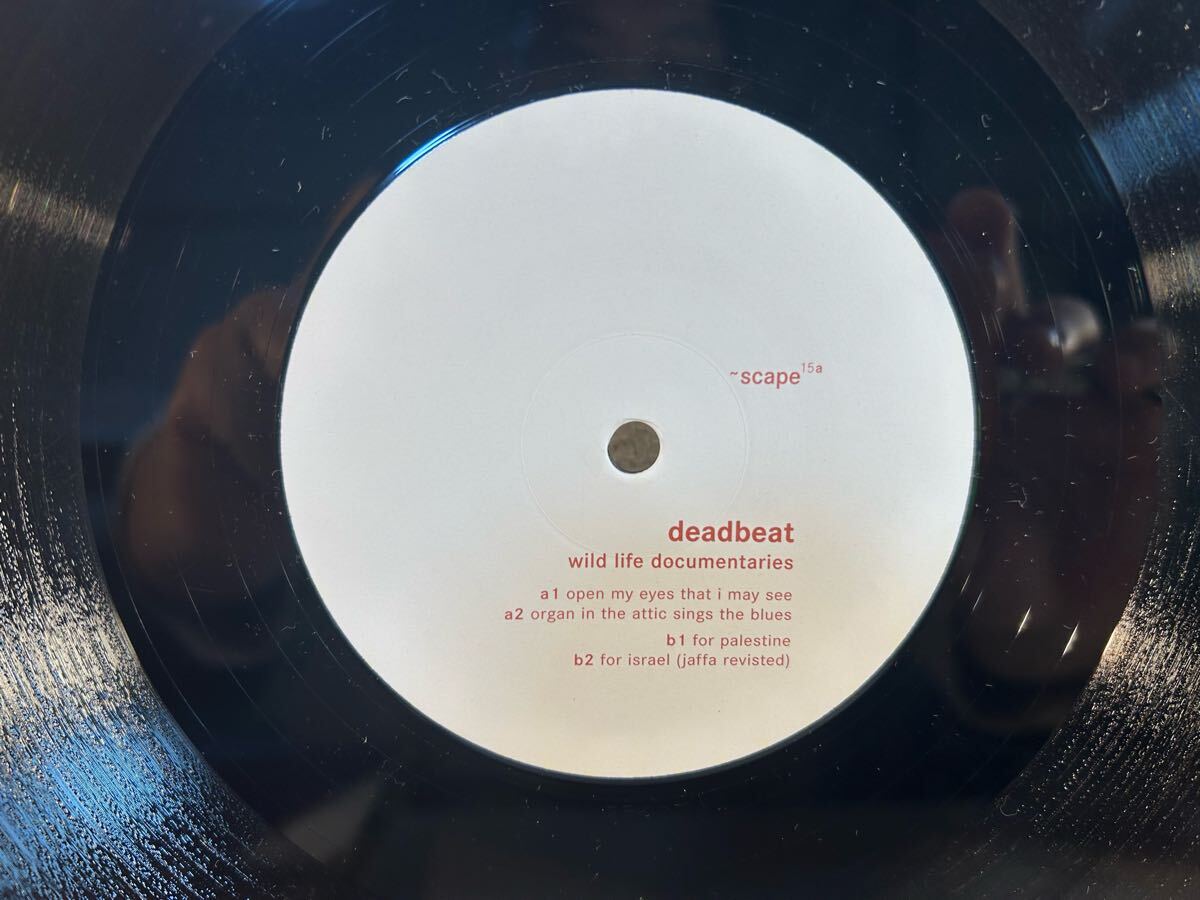 ~scape15a
deadbeat
wild life documentaries
a1 open my eyes that i may see
a2 organ in the attic sings the blues
b1 for palestine
b2 for israel (jaffa revisted)